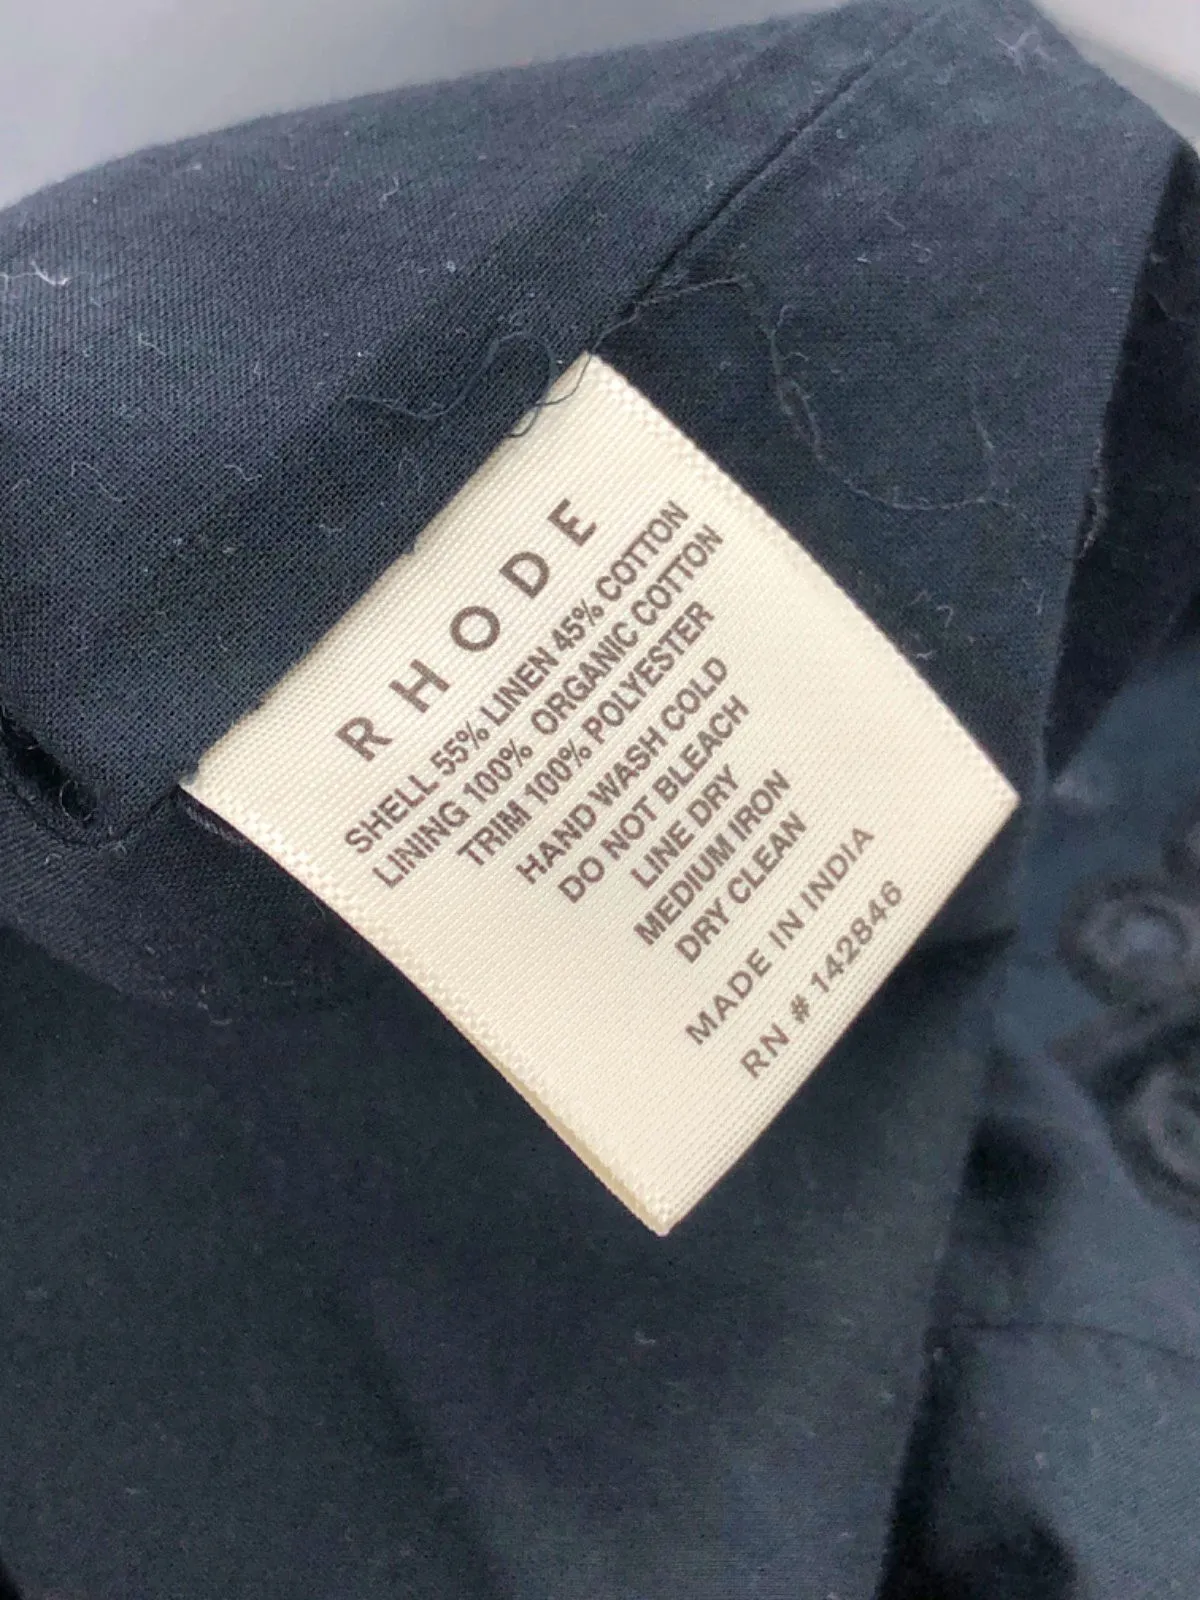 RHODE
SHELL 55% LINEN 45% COTTON
LINING 100% ORGANIC COTTON
TRIM 100% POLYESTER
HAND WASH COLD
DO NOT BLEACH
LINE DRY
MEDIUM IRON
DRY CLEAN
MADE IN INDIA
RN # 142846